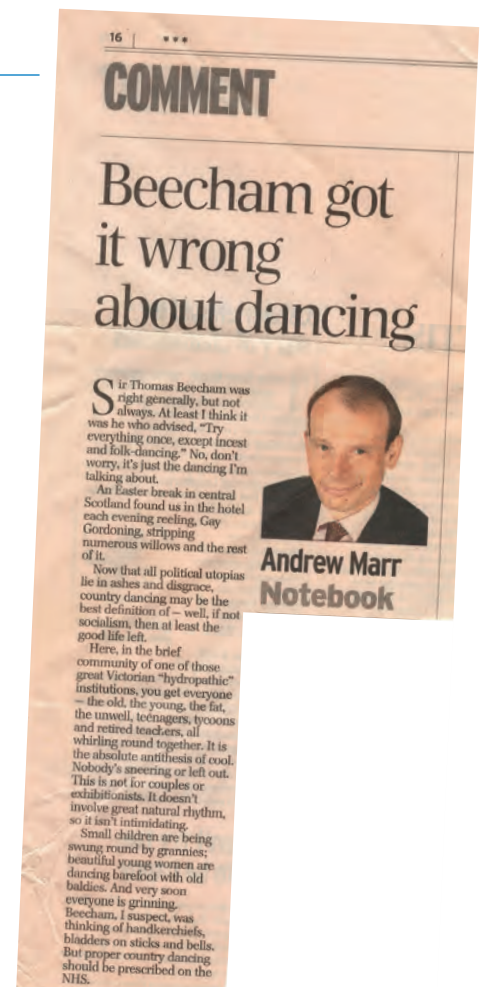 16
COMMENT
Beecham got
it wrong
about dancing
Sir Thomas Beecham was
right generally, but not
always. At least I think it
was he who advised, “Try
everything once, except incest
and folk-dancing.” No, don’t
worry, it’s just the dancing I’m
talking about.
An Easter break in central
Scotland found us in the hotel
each evening reeling, Gay
Gordoning, stripping
numerous willows and the rest
of it.
Now that all political utopias
lie in ashes and disgrace,
country dancing may be the
best definition of – well, if not
socialism, then at least the
good life left.
Here, in the brief
community of one of those
great Victorian “hydropathic”
institutions, you get everyone
– the old, the young, the fat,
the unwell, teenagers, tycoons
and retired teachers, all
whirling round together. It is
the absolute antithesis of cool.
Nobody’s sneering or left out.
This is not for couples or
exhibitionists. It doesn’t
involve great natural rhythm,
so it isn’t intimidating.
Small children are being
swung round by grannies;
beautiful young women are
dancing barefoot with old
baldies. And very soon
everyone is grinning.
Beecham, I suspect, was
thinking of handkerchiefs,
bladders on sticks and bells.
But proper country dancing
should be prescribed on the
NHS.
Andrew Marr
Notebook